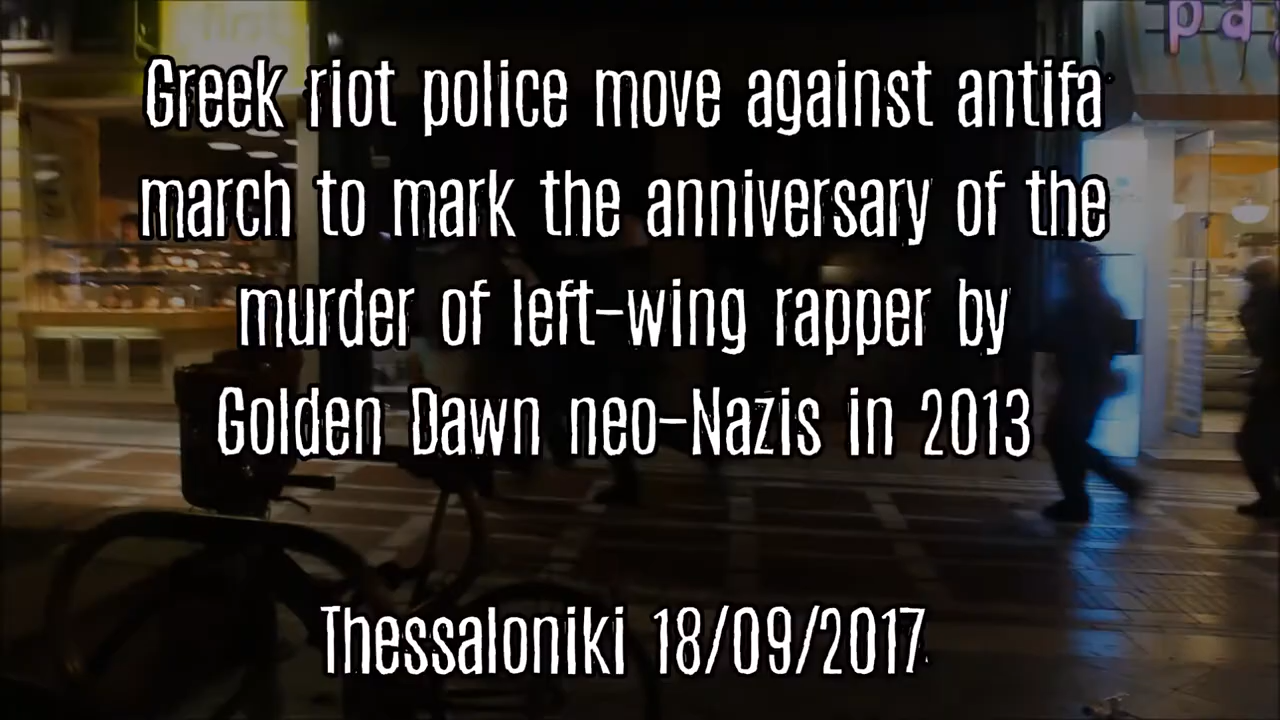 pa
Greek riot police move against antifa
march to mark the anniversary of the
murder of left-wing rapper by
Golden Dawn neo-Nazis in 2013
Thessaloniki 18/09/2017